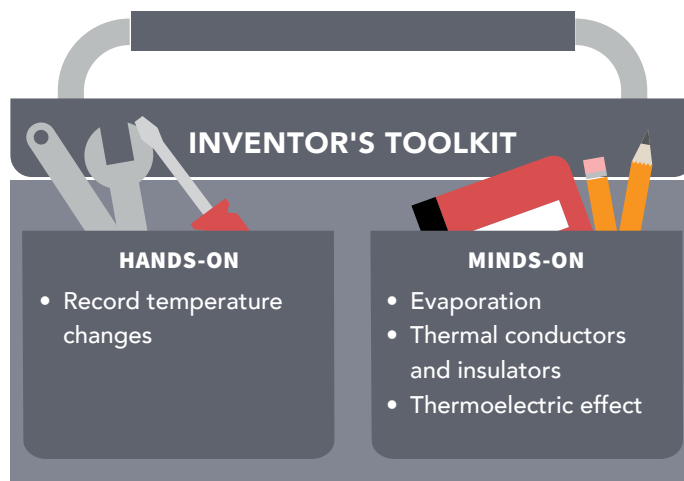 INVENTOR'S TOOLKIT
HANDS-ON
• Record temperature
changes
MINDS-ON
• Evaporation
• Thermal conductors
and insulators
• Thermoelectric effect